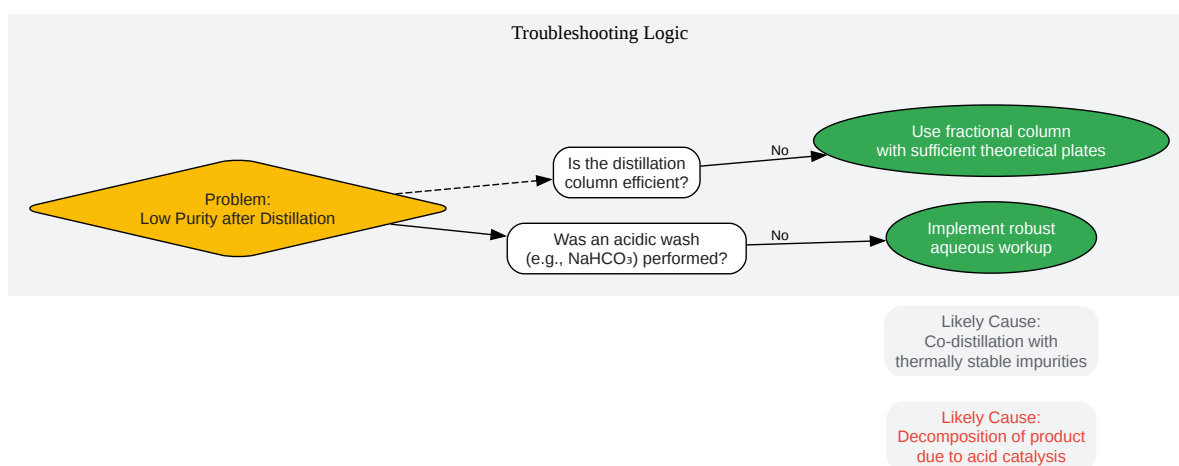 Troubleshooting Logic
Problem:
Low Purity after Distillation
Is the distillation
column efficient?
No
Use fractional column
with sufficient theoretical plates
Was an acidic wash
(e.g., NaHCO₃) performed?
No
Implement robust
aqueous workup
Likely Cause:
Co-distillation with
thermally stable impurities
Likely Cause:
Decomposition of product
due to acid catalysis